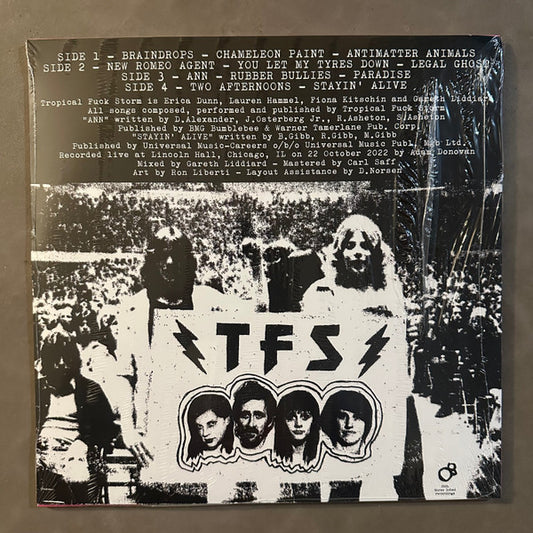 SIDE 1 - BRAINDROPS - CHAMELEON PAINT - ANTIMATTER ANIMALS
SIDE 2 - NEW ROMEO AGENT - YOU LET MY TYRES DOWN - LEGAL GHOST
SIDE 3 - ANN - RUBBER BULLIES - PARADISE
SIDE 4 - TWO AFTERNOONS - STAYIN' ALIVE
Tropical Fuck Storm is Erica Dunn, Lauren Hammel, Fiona Kitschin and Gareth Liddiard
All songs composed, performed and published by Tropical Fuck Storm
"ANN" written by D.Alexander, J.Osterberg Jr., R.Asheton, S.Asheton
Published by BMG Bumblebee & Warner Tamerlane Pub. Corp.
"STAYIN' ALIVE" written by B.Gibb, R.Gibb, M.Gibb
Published by Universal Music-Careers o/b/o Universal Music Publ. MGB Ltd.
Recorded live at Lincoln Hall, Chicago, IL on 22 October 2022 by Adam Donovan
Mixed by Gareth Liddiard - Mastered by Carl Saff
Art by Ron Liberti - Layout Assistance by D.Norsen
TFS